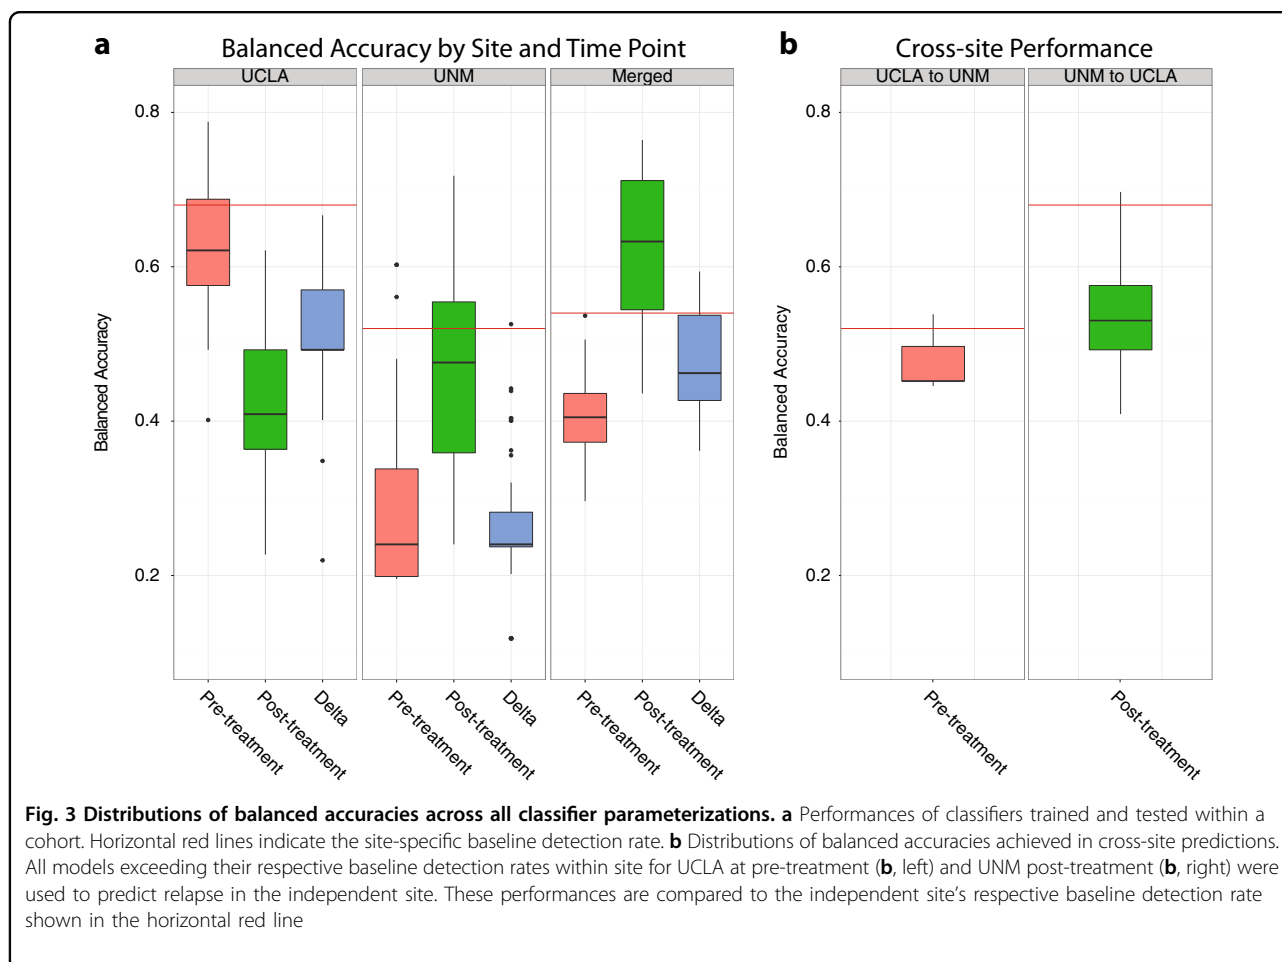 a Balanced Accuracy by Site and Time Point
UCLA UNM Merged
Balanced Accuracy
0.8
0.6
0.4
0.2
Pre-treatment Post-treatment Delta Pre-treatment Post-treatment Delta Pre-treatment Post-treatment Delta
b Cross-site Performance
UCLA to UNM UNM to UCLA
Balanced Accuracy
0.8
0.6
0.4
0.2
Pre-treatment Post-treatment
Fig. 3 Distributions of balanced accuracies across all classifier parameterizations. a Performances of classifiers trained and tested within a
cohort. Horizontal red lines indicate the site-specific baseline detection rate. b Distributions of balanced accuracies achieved in cross-site predictions.
All models exceeding their respective baseline detection rates within site for UCLA at pre-treatment (b, left) and UNM post-treatment (b, right) were
used to predict relapse in the independent site. These performances are compared to the independent site's respective baseline detection rate
shown in the horizontal red line